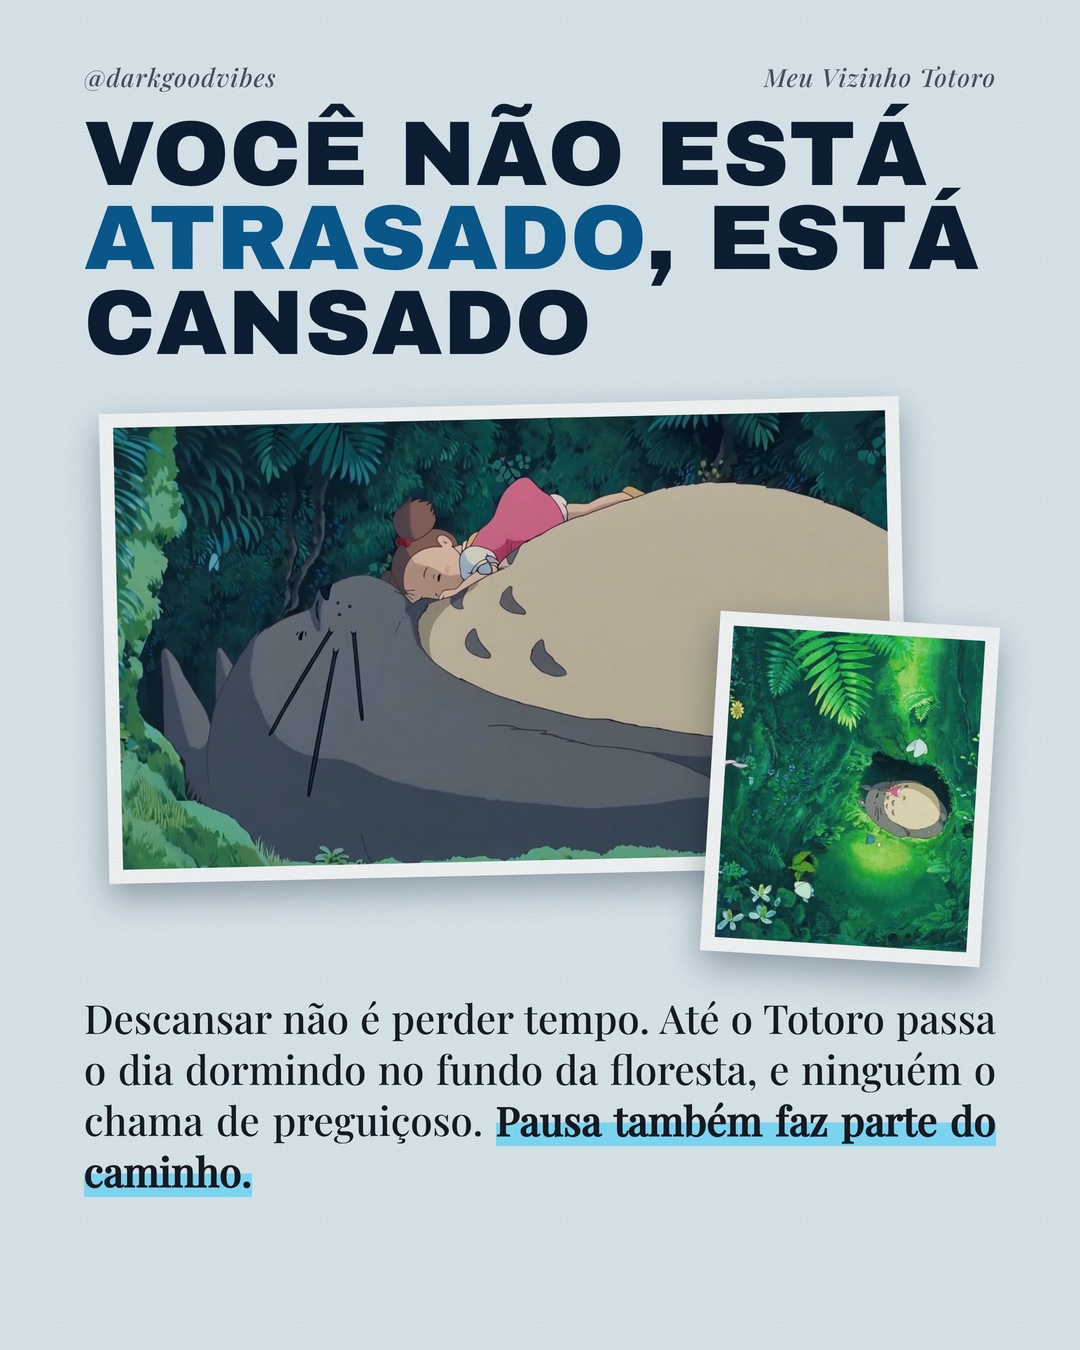 @darkgoodvibes
Meu Vizinho Totoro
VOCÊ NÃO ESTÁ
ATRASADO, ESTÁ
CANSADO
Descansar não é perder tempo. Até o Totoro passa
o dia dormindo no fundo da floresta, e ninguém o
chama de preguiçoso. Pausa também faz parte do
caminho.